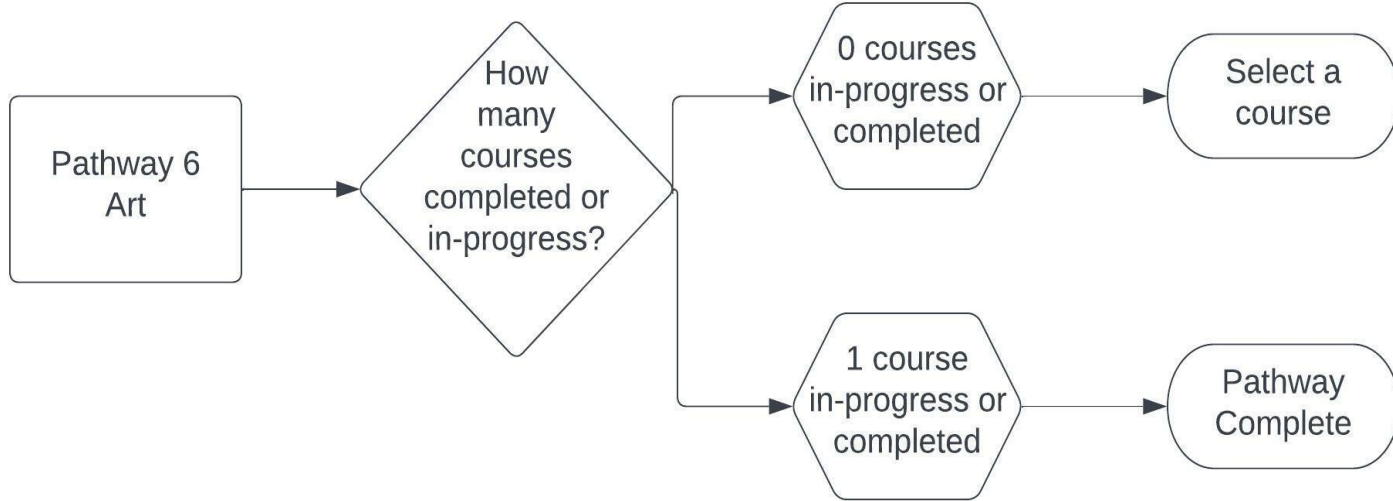 Pathway 6
Art
How
many
courses
completed or
in-progress?
0 courses
in-progress or
completed
Select a
course
1 course
in-progress or
completed
Pathway
Complete